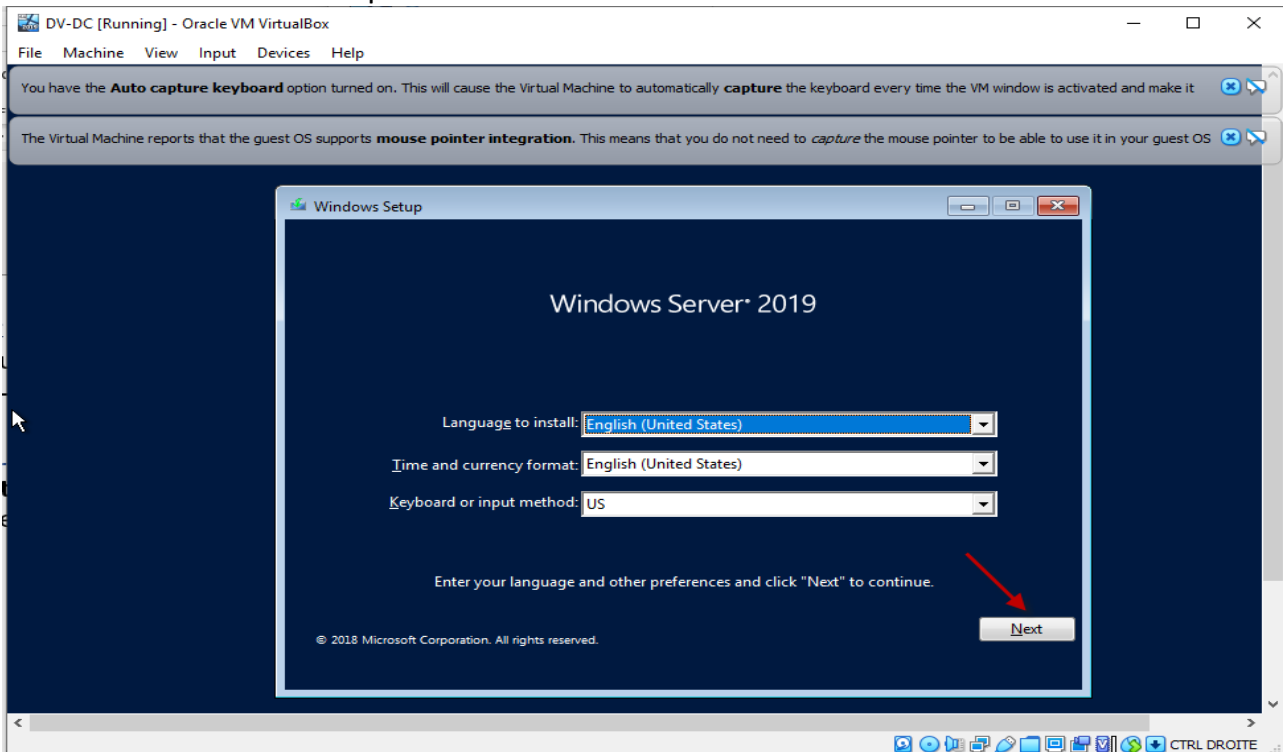 DV-DC [Running] - Oracle VM VirtualBox
File Machine View Input Devices Help
You have the Auto capture keyboard option turned on. This will cause the Virtual Machine to automatically capture the keyboard every time the VM window is activated and make it
The Virtual Machine reports that the guest OS supports mouse pointer integration. This means that you do not need to capture the mouse pointer to be able to use it in your guest OS
Windows Setup
Windows Server 2019
Language to install: English (United States)
Time and currency format: English (United States)
Keyboard or input method: US
Enter your language and other preferences and click "Next" to continue.
Next
© 2018 Microsoft Corporation. All rights reserved.
CTRL DROITE